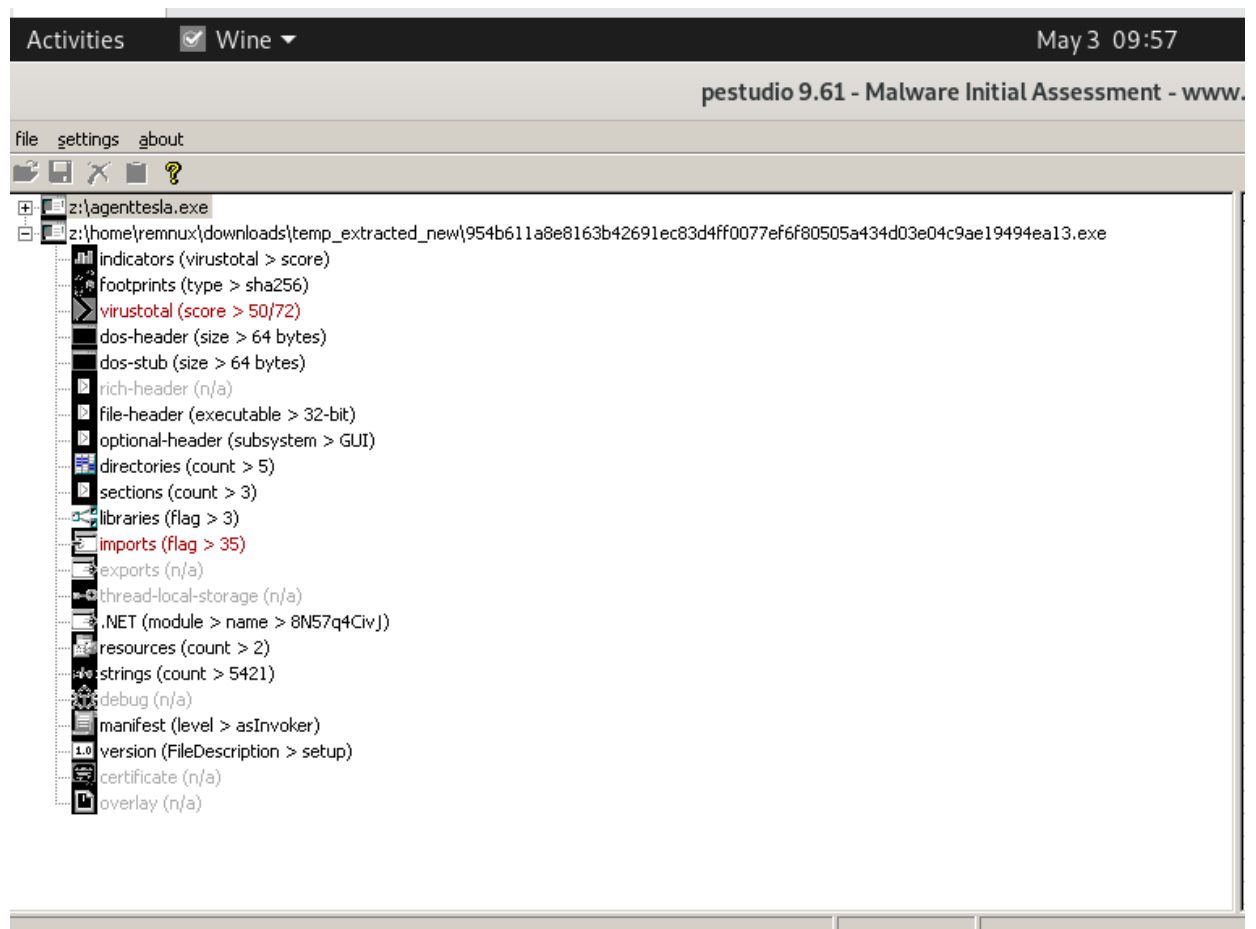 Activities Wine May 3 09:57
pestudio 9.61 - Malware Initial Assessment - www.
file settings about
z:\agenttesla.exe
z:\home\remnux\downloads\temp_extracted_new\954b611a8e8163b42691ec83d4ff0077ef6f80505a434d03e04c9ae19494ea13.exe
indicators (virustotal > score)
footprints (type > sha256)
virustotal (score > 50/72)
dos-header (size > 64 bytes)
dos-stub (size > 64 bytes)
rich-header (n/a)
file-header (executable > 32-bit)
optional-header (subsystem > GUI)
directories (count > 5)
sections (count > 3)
libraries (flag > 3)
imports (flag > 35)
exports (n/a)
thread-local-storage (n/a)
.NET (module > name > 8N57q4CivJ)
resources (count > 2)
strings (count > 5421)
debug (n/a)
manifest (level > asInvoker)
1.0 version (FileDescription > setup)
certificate (n/a)
overlay (n/a)